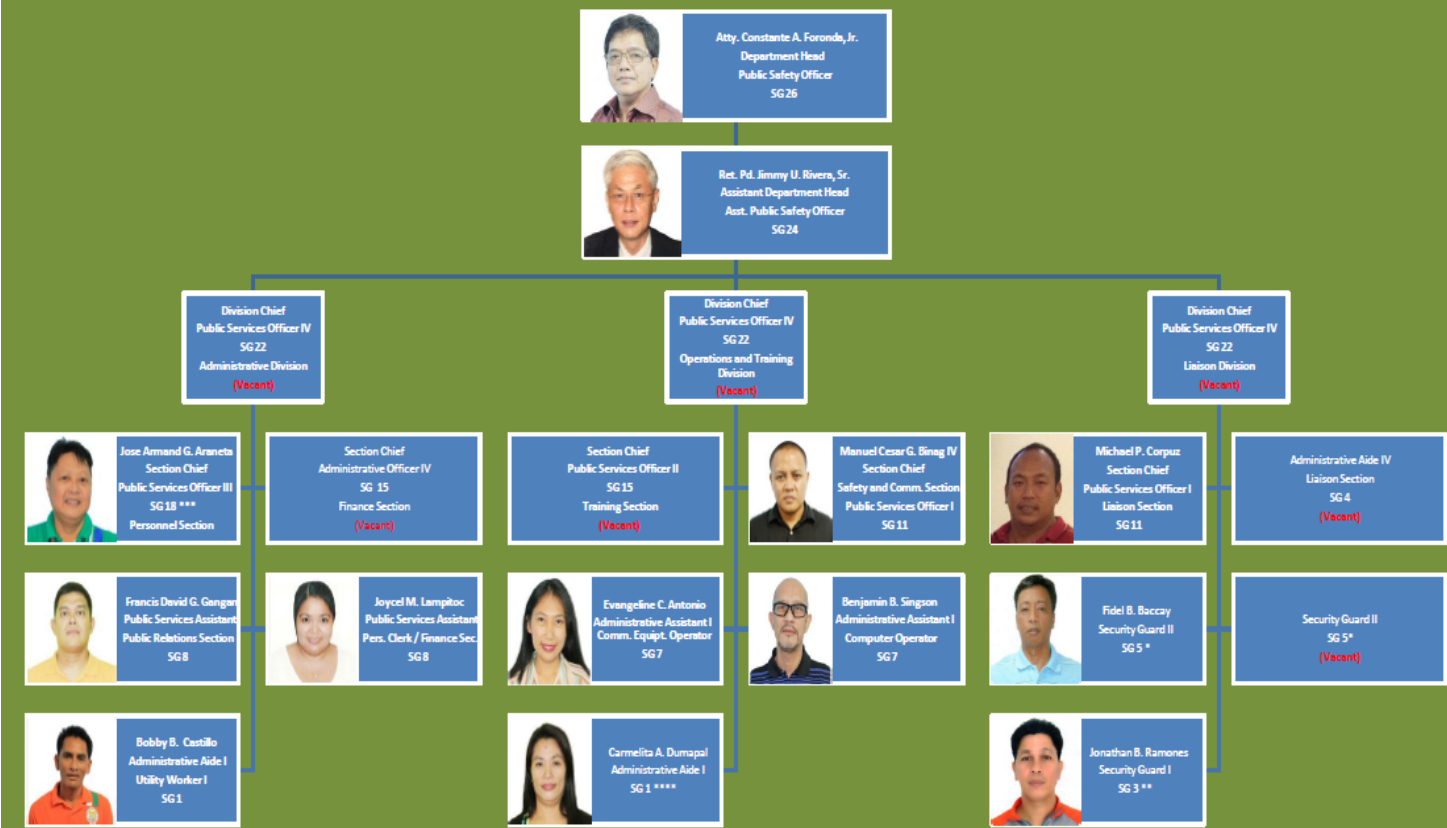 Atty. Constante A. Foronda, Jr.
Department Head
Public Safety Officer
SG 26
Ret. Pd. Jimmy U. Rivera, Sr.
Assistant Department Head
Asst. Public Safety Officer
SG 24
Division Chief
Public Services Officer IV
SG 22
Administrative Division
(Vacant)
Division Chief
Public Services Officer IV
SG 22
Operations and Training
Division
(Vacant)
Division Chief
Public Services Officer IV
SG 22
Liaison Division
(Vacant)
Jose Armand G. Araneta
Section Chief
Public Services Officer III
SG 18 ***
Personnel Section
Section Chief
Administrative Officer IV
SG 15
Finance Section
(Vacant)
Section Chief
Public Services Officer II
SG 15
Training Section
(Vacant)
Manuel Cesar G. Binag IV
Section Chief
Safety and Comm. Section
Public Services Officer I
SG 11
Michael P. Corpuz
Section Chief
Public Services Officer I
Liaison Section
SG 11
Administrative Aide IV
Liaison Section
SG 4
(Vacant)
Francis David G. Gangan
Public Services Assistant
Public Relations Section
SG 8
Joycel M. Lampitoc
Public Services Assistant
Pers. Clerk / Finance Sec.
SG 8
Evangeline C. Antonio
Administrative Assistant I
Comm. Equipt. Operator
SG 7
Benjamin B. Singson
Administrative Assistant I
Computer Operator
SG 7
Fidel B. Baccay
Security Guard II
SG 5 *
Security Guard II
SG 5*
(Vacant)
Bobby B. Castillo
Administrative Aide I
Utility Worker I
SG 1
Carmelita A. Dumapal
Administrative Aide I
SG 1 ****
Jonathan B. Ramones
Security Guard I
SG 3 **